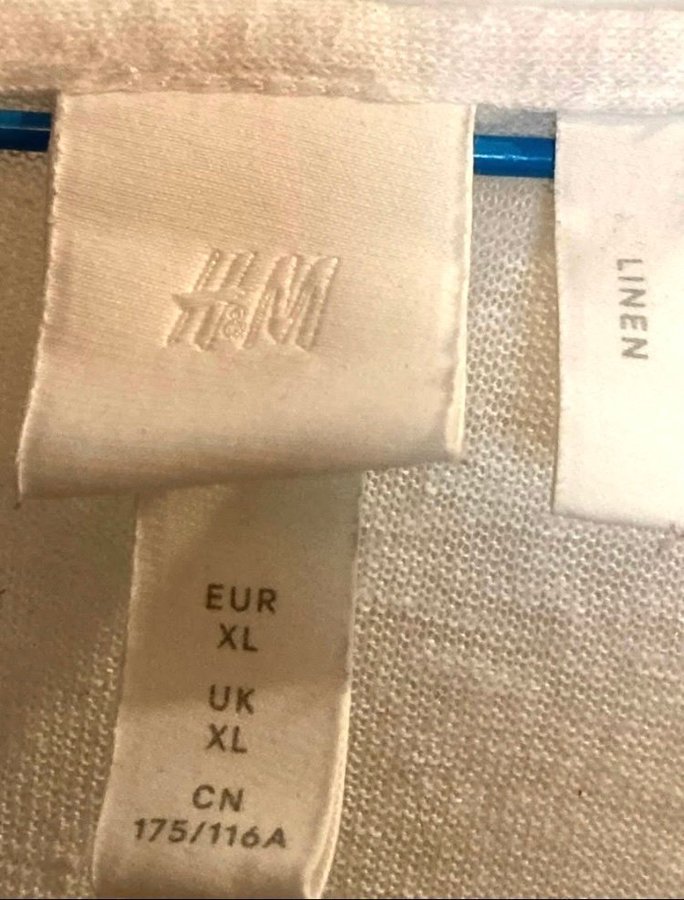 H&M
LINEN
EUR
XL
UK
XL
CN
175/116A